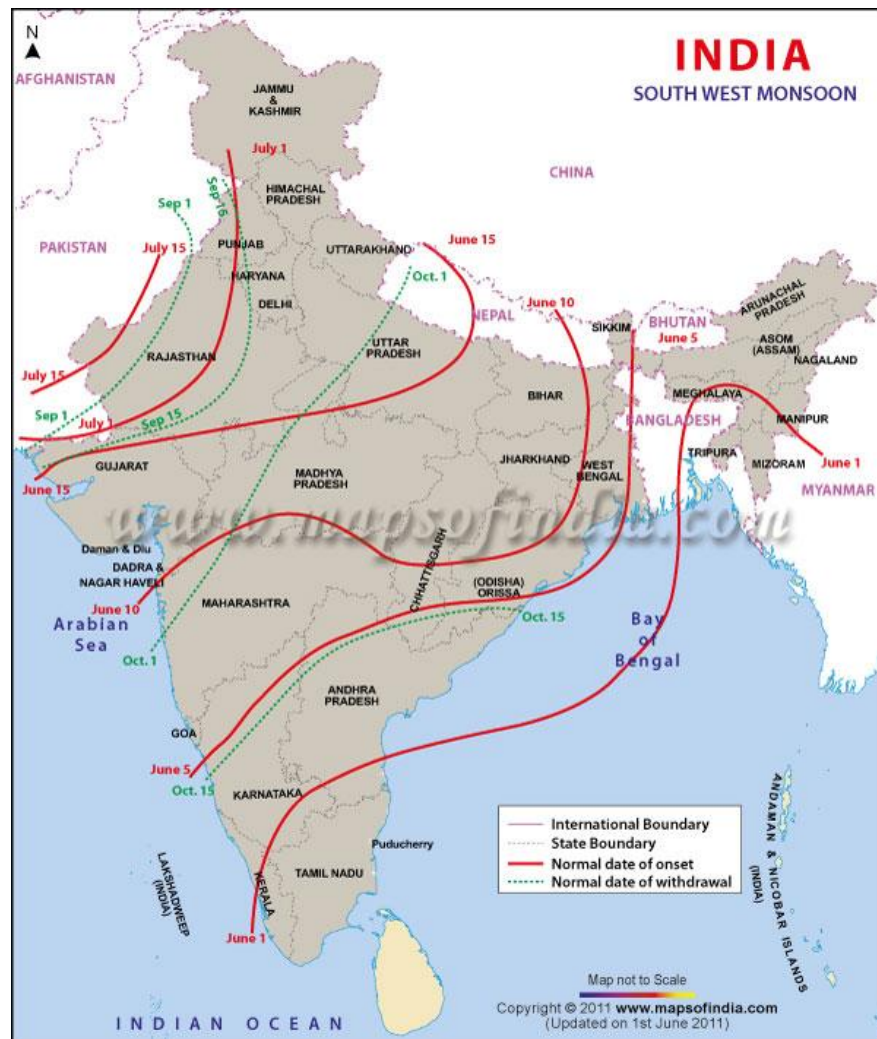 N
INDIA
SOUTH WEST MONSOON
AFGHANISTAN
JAMMU
&
KASHMIR
July 1
CHINA
Sep 1
Sep 16
HIMACHAL
PRADESH
PAKISTAN
July 15
PUNJAB
UTTARAKHAND
June 15
HARYANA
Oct. 1
DELHI
NEPAL
June 10
SIKKIM
BHUTAN
June 5
ARUNACHAL
PRADESH
ASOM
(ASSAM)
NAGALAND
RAJASTHAN
UTTAR
PRADESH
July 15
BIHAR
MEGHALAYA
Sep 1
July 1
Sep 15
BANGLADESH
MANIPUR
JHARKHAND
WEST
BENGAL
TRIPURA
MIZORAM
June 1
GUJARAT
MADHYA
PRADESH
June 15
MYANMAR
www.mapsofindia.com
Daman & Diu
DADRA &
NAGAR HAVELI
CHHATTISGARH
(ODISHA)
ORISSA
June 10
MAHARASHTRA
Arabian
Sea
Oct. 15
Bay
of
Bengal
Oct. 1
ANDHRA
PRADESH
GOA
June 5
Oct. 15
KARNATAKA
Puducherry
LAKSHADWEEP
(INDIA)
KERALA
TAMIL NADU
June 1
ANDAMAN & NICOBAR ISLANDS
(INDIA)
International Boundary
State Boundary
Normal date of onset
Normal date of withdrawal
Map not to Scale
Copyright © 2011 www.mapsofindia.com
(Updated on 1st June 2011)
INDIAN OCEAN